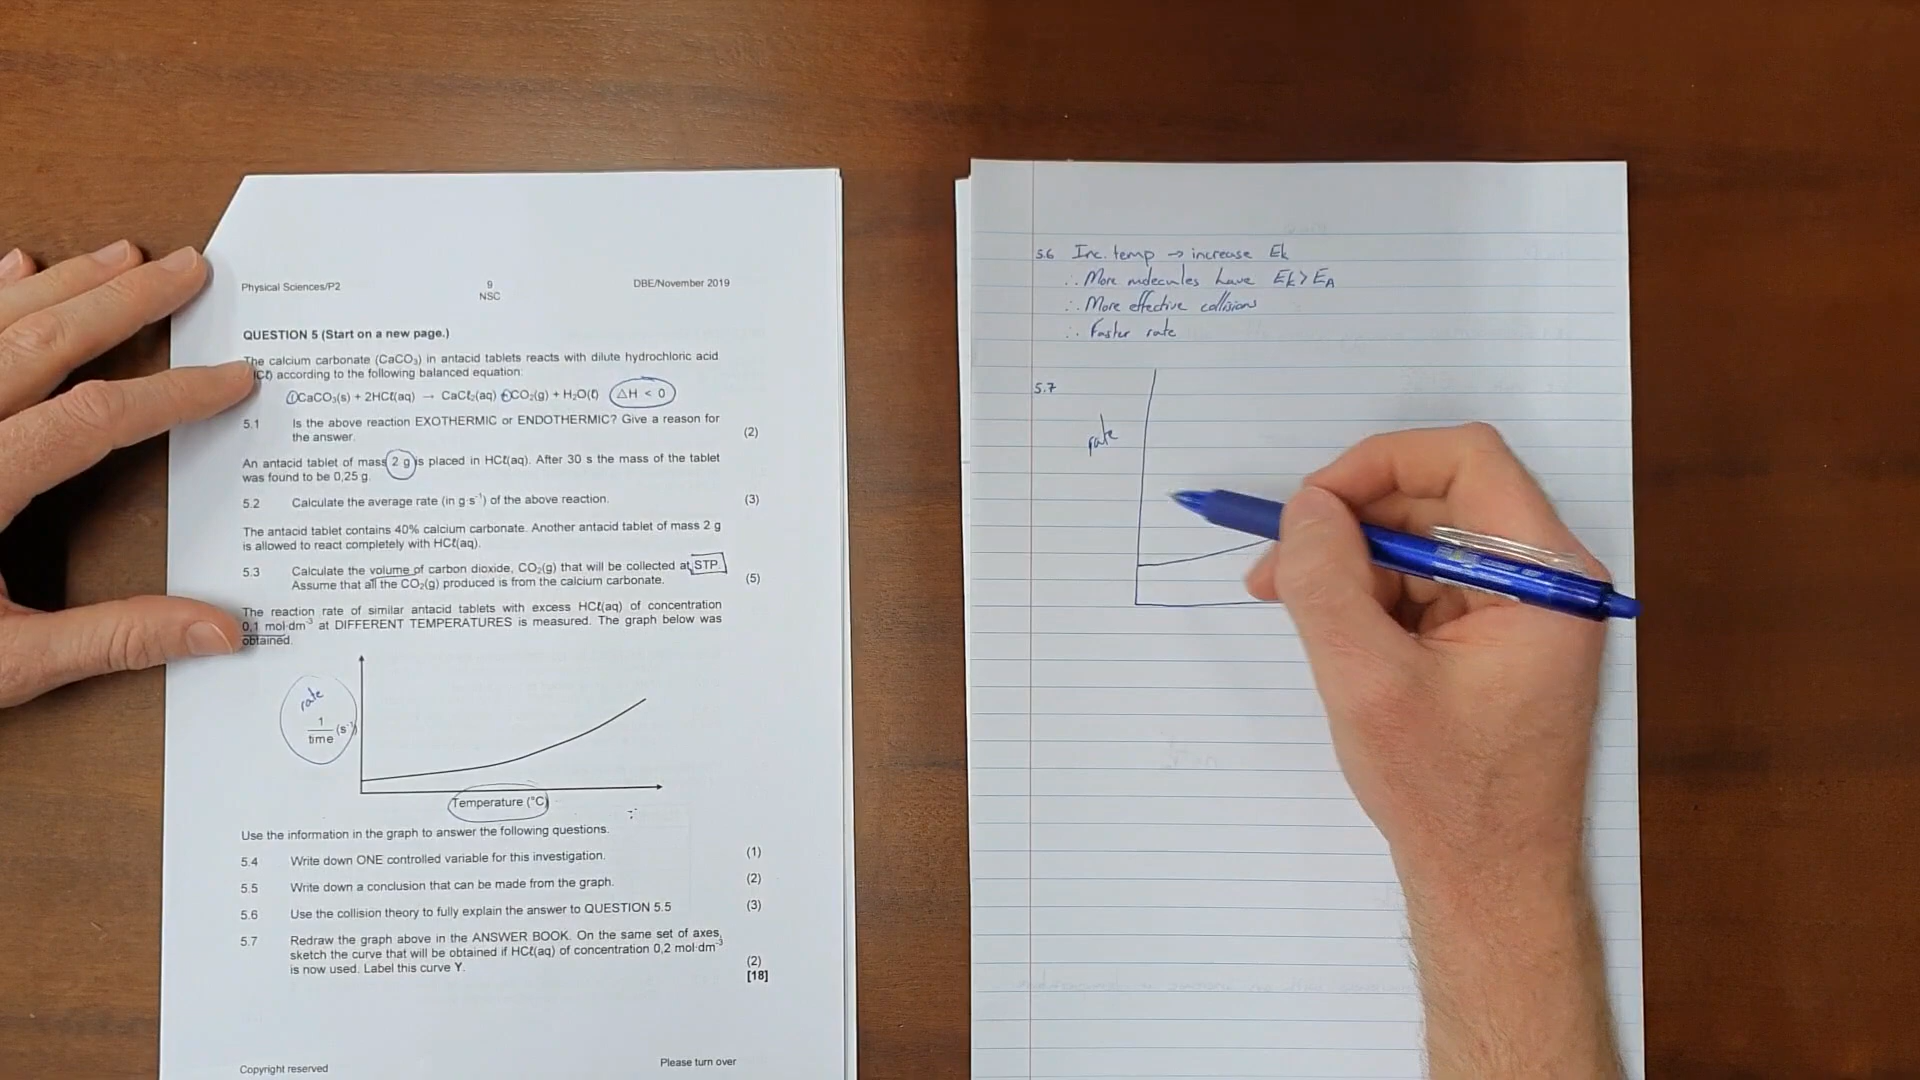 Physical Sciences/P2
9
NSC
DBE/November 2019
QUESTION 5 (Start on a new page.)
The calcium carbonate (CaCO₃) in antacid tablets reacts with dilute hydrochloric acid
HCℓ) according to the following balanced equation:
①CaCO₃(s) + 2HCℓ(aq) → CaCℓ₂(aq) + CO₂(g) + H₂O(ℓ) ΔH < 0
5.1 Is the above reaction EXOTHERMIC or ENDOTHERMIC? Give a reason for
the answer. (2)
An antacid tablet of mass 2 g is placed in HCℓ(aq). After 30 s the mass of the tablet
was found to be 0,25 g.
5.2 Calculate the average rate (in g·s⁻¹) of the above reaction. (3)
The antacid tablet contains 40% calcium carbonate. Another antacid tablet of mass 2 g
is allowed to react completely with HCℓ(aq).
5.3 Calculate the volume of carbon dioxide, CO₂(g) that will be collected at STP.
Assume that all the CO₂(g) produced is from the calcium carbonate. (5)
The reaction rate of similar antacid tablets with excess HCℓ(aq) of concentration
0,1 mol·dm⁻³ at DIFFERENT TEMPERATURES is measured. The graph below was
obtained.
rate
1
time (s⁻¹)
Temperature (°C)
Use the information in the graph to answer the following questions.
5.4 Write down ONE controlled variable for this investigation. (1)
5.5 Write down a conclusion that can be made from the graph. (2)
5.6 Use the collision theory to fully explain the answer to QUESTION 5.5 (3)
5.7 Redraw the graph above in the ANSWER BOOK. On the same set of axes,
sketch the curve that will be obtained if HCℓ(aq) of concentration 0,2 mol·dm⁻³
is now used. Label this curve Y. (2)
[18]
Copyright reserved
Please turn over
5.6 Inc. temp → increase Ek
∴ More molecules have Ek > EA
∴ More effective collisions
∴ Faster rate
5.7
rate